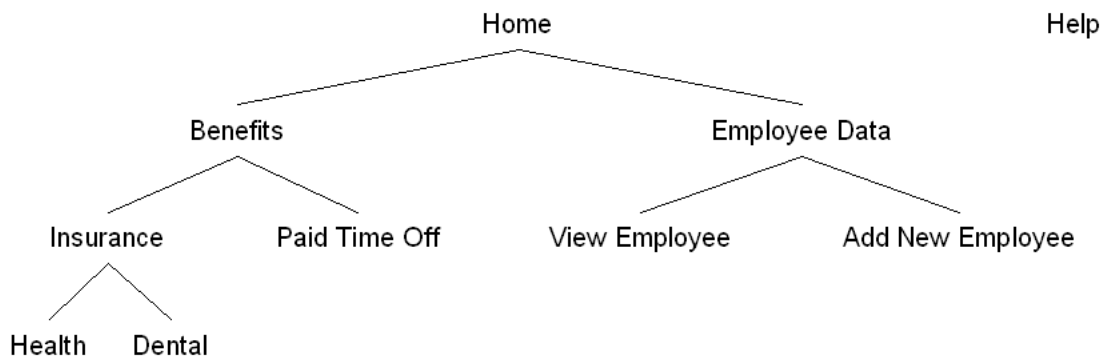 Home
Help
Benefits
Employee Data
Insurance
Paid Time Off
View Employee
Add New Employee
Health
Dental